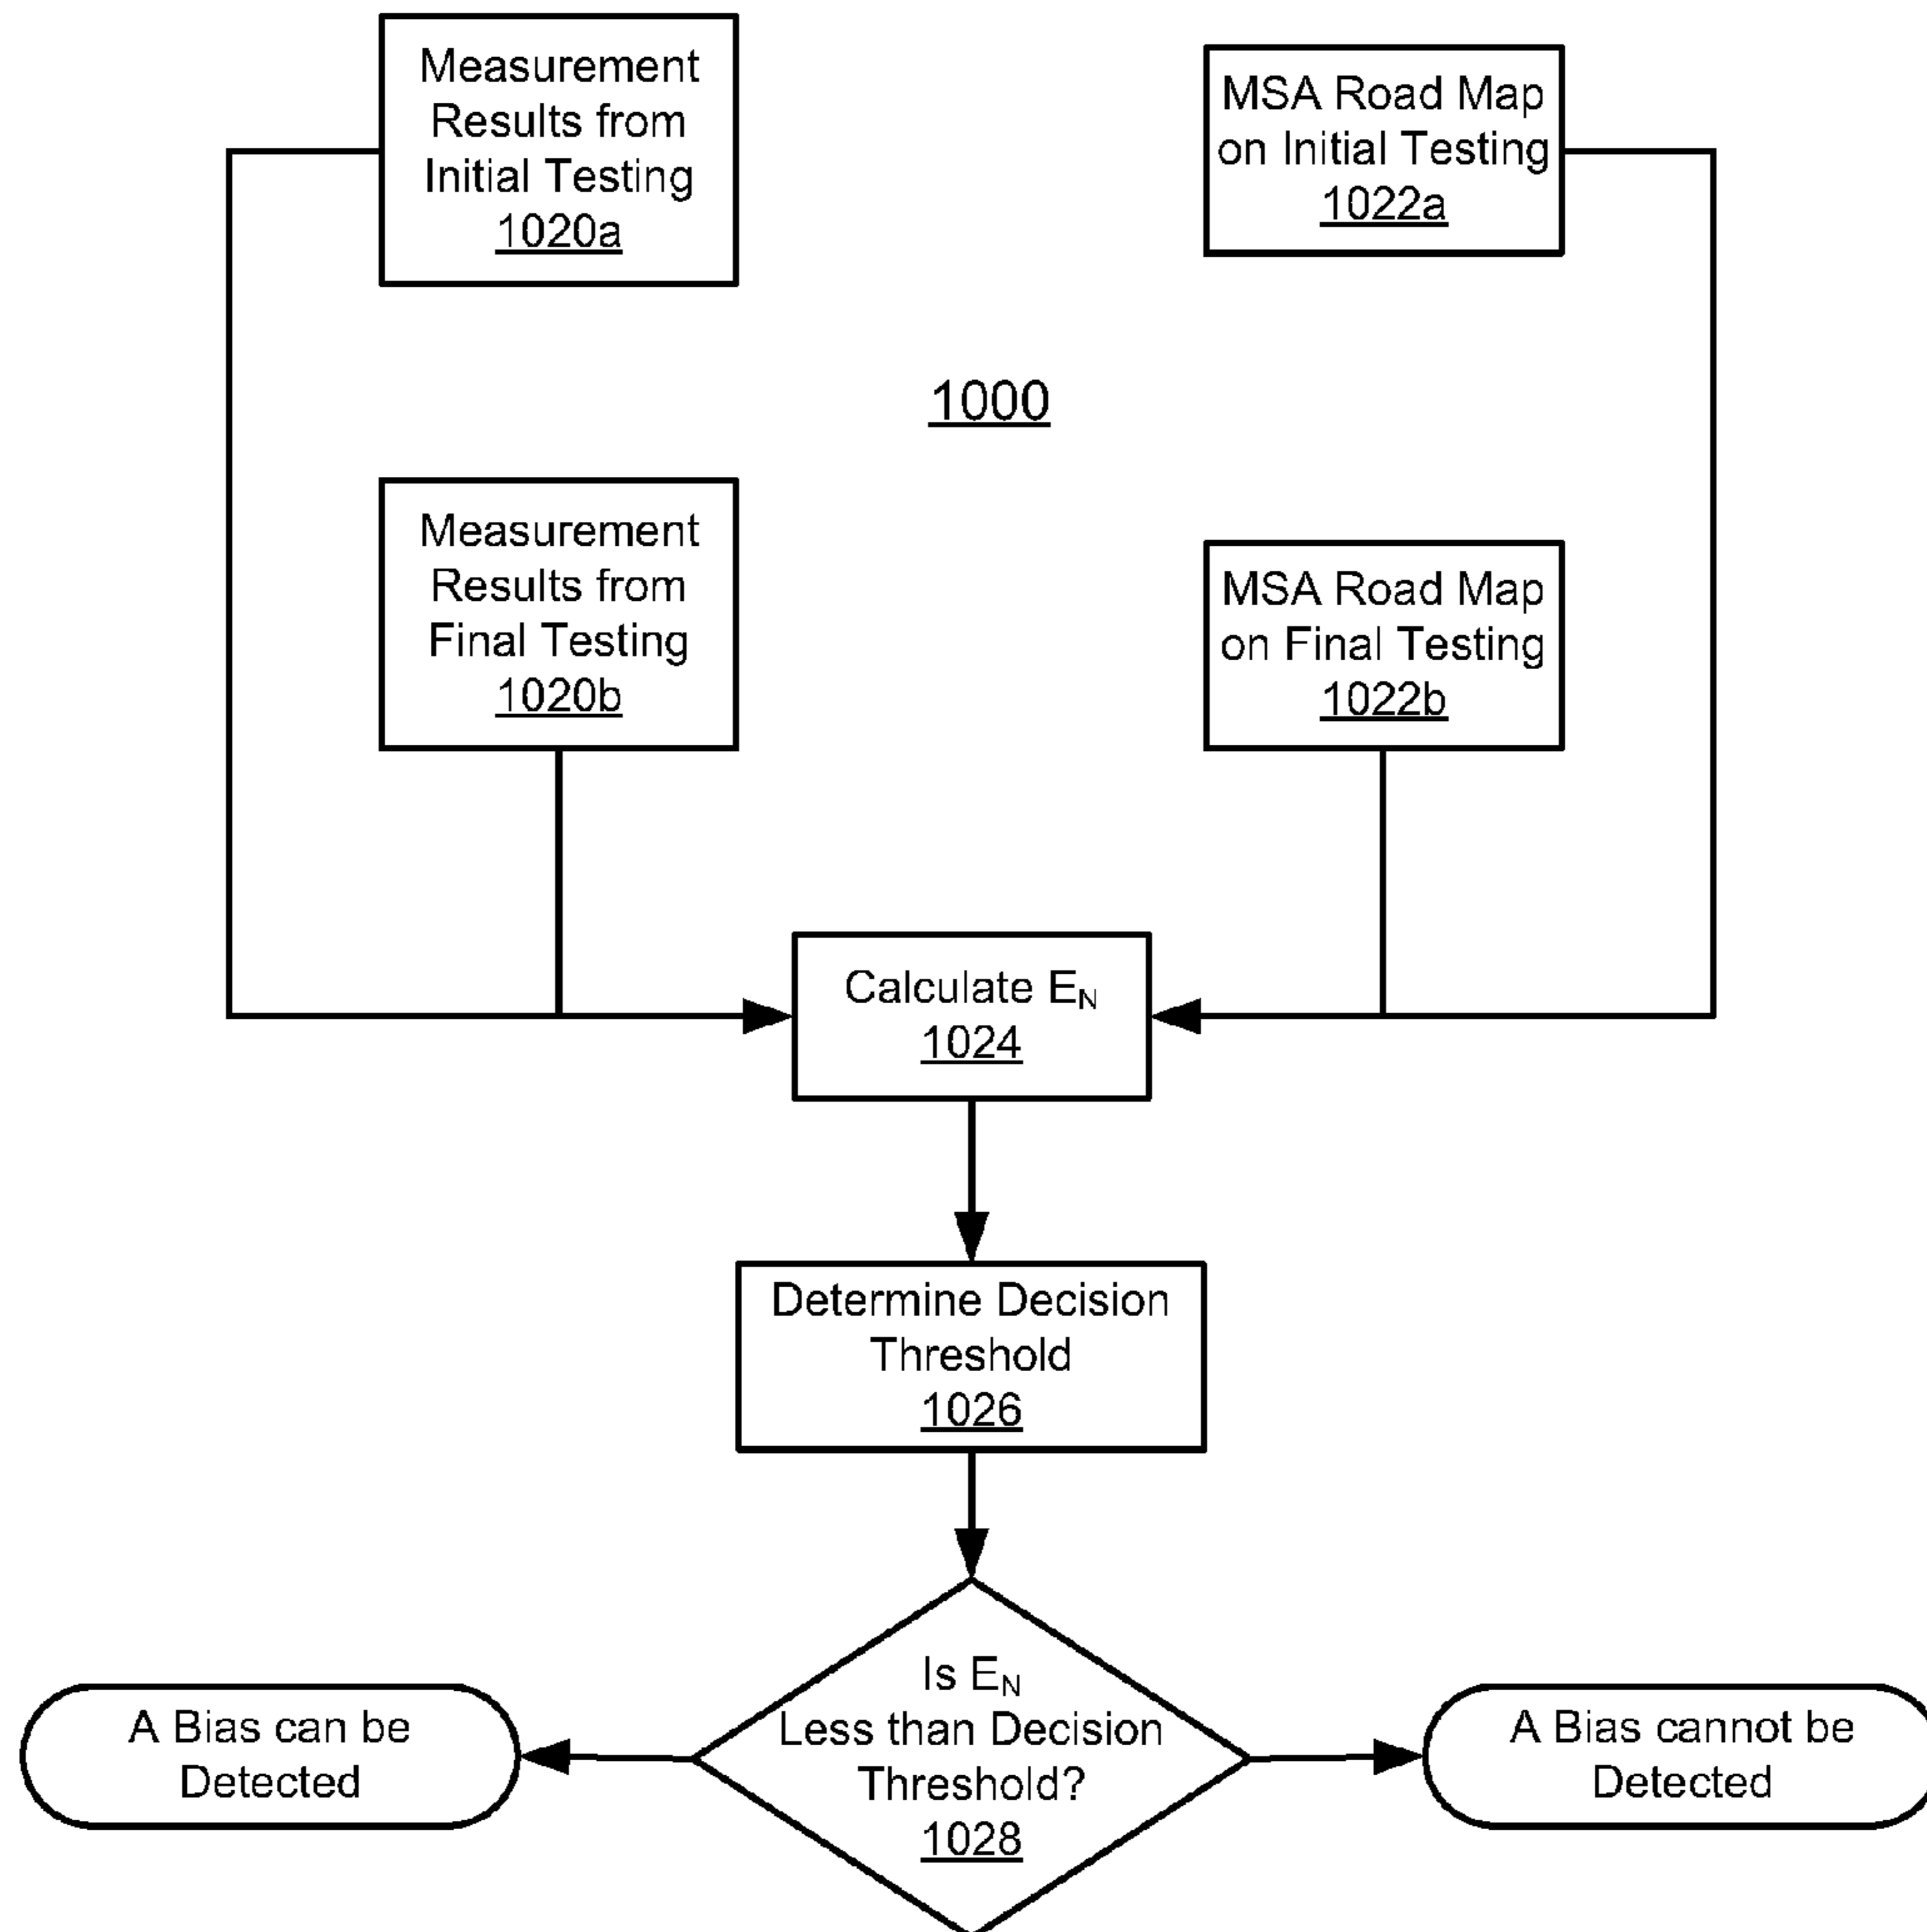 Measurement
Results from
Initial Testing
1020a
MSA Road Map
on Initial Testing
1022a
1000
Measurement
Results from
Final Testing
1020b
MSA Road Map
on Final Testing
1022b
Calculate EN
1024
Determine Decision
Threshold
1026
Is EN
Less than Decision
Threshold?
1028
A Bias can be
Detected
A Bias cannot be
Detected